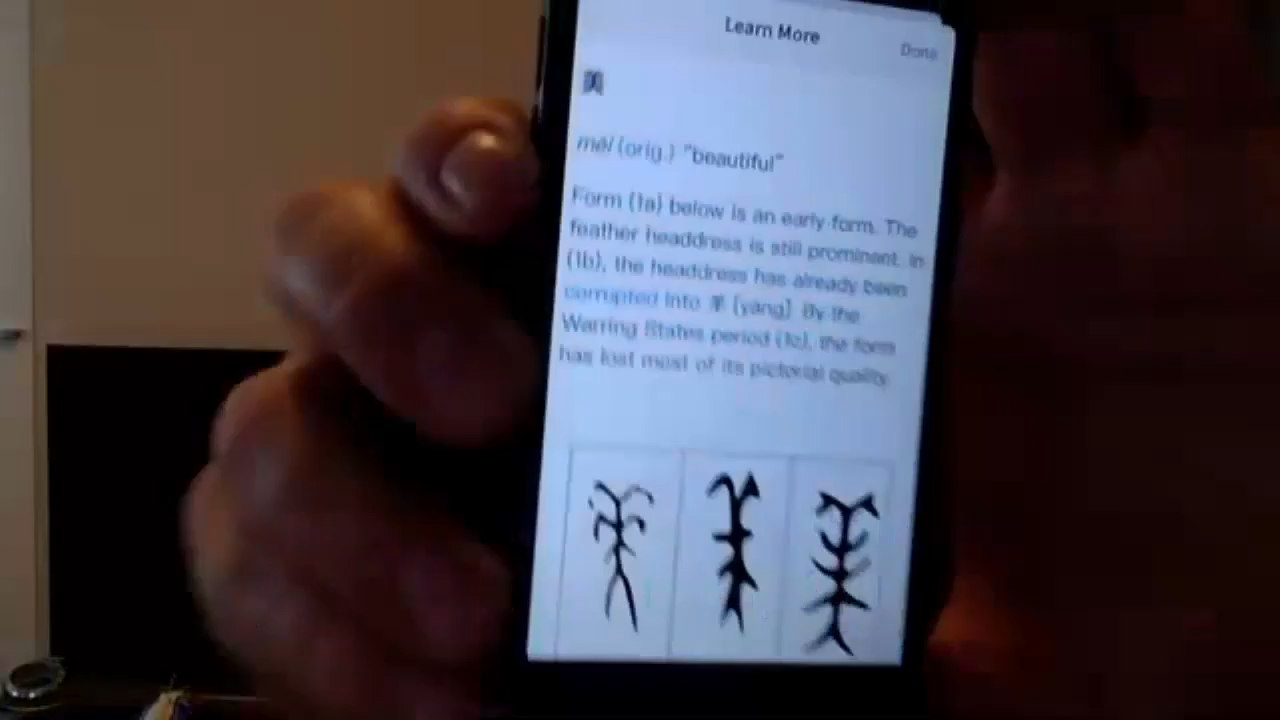 Learn More
Done
美
měi (orig.) "beautiful"
Form (1a) below is an early form. The
feather headdress is still prominent. In
(1b), the headdress has already been
corrupted into 羊 (yáng). By the
Warring States period (1c), the form
has lost most of its pictorial quality.